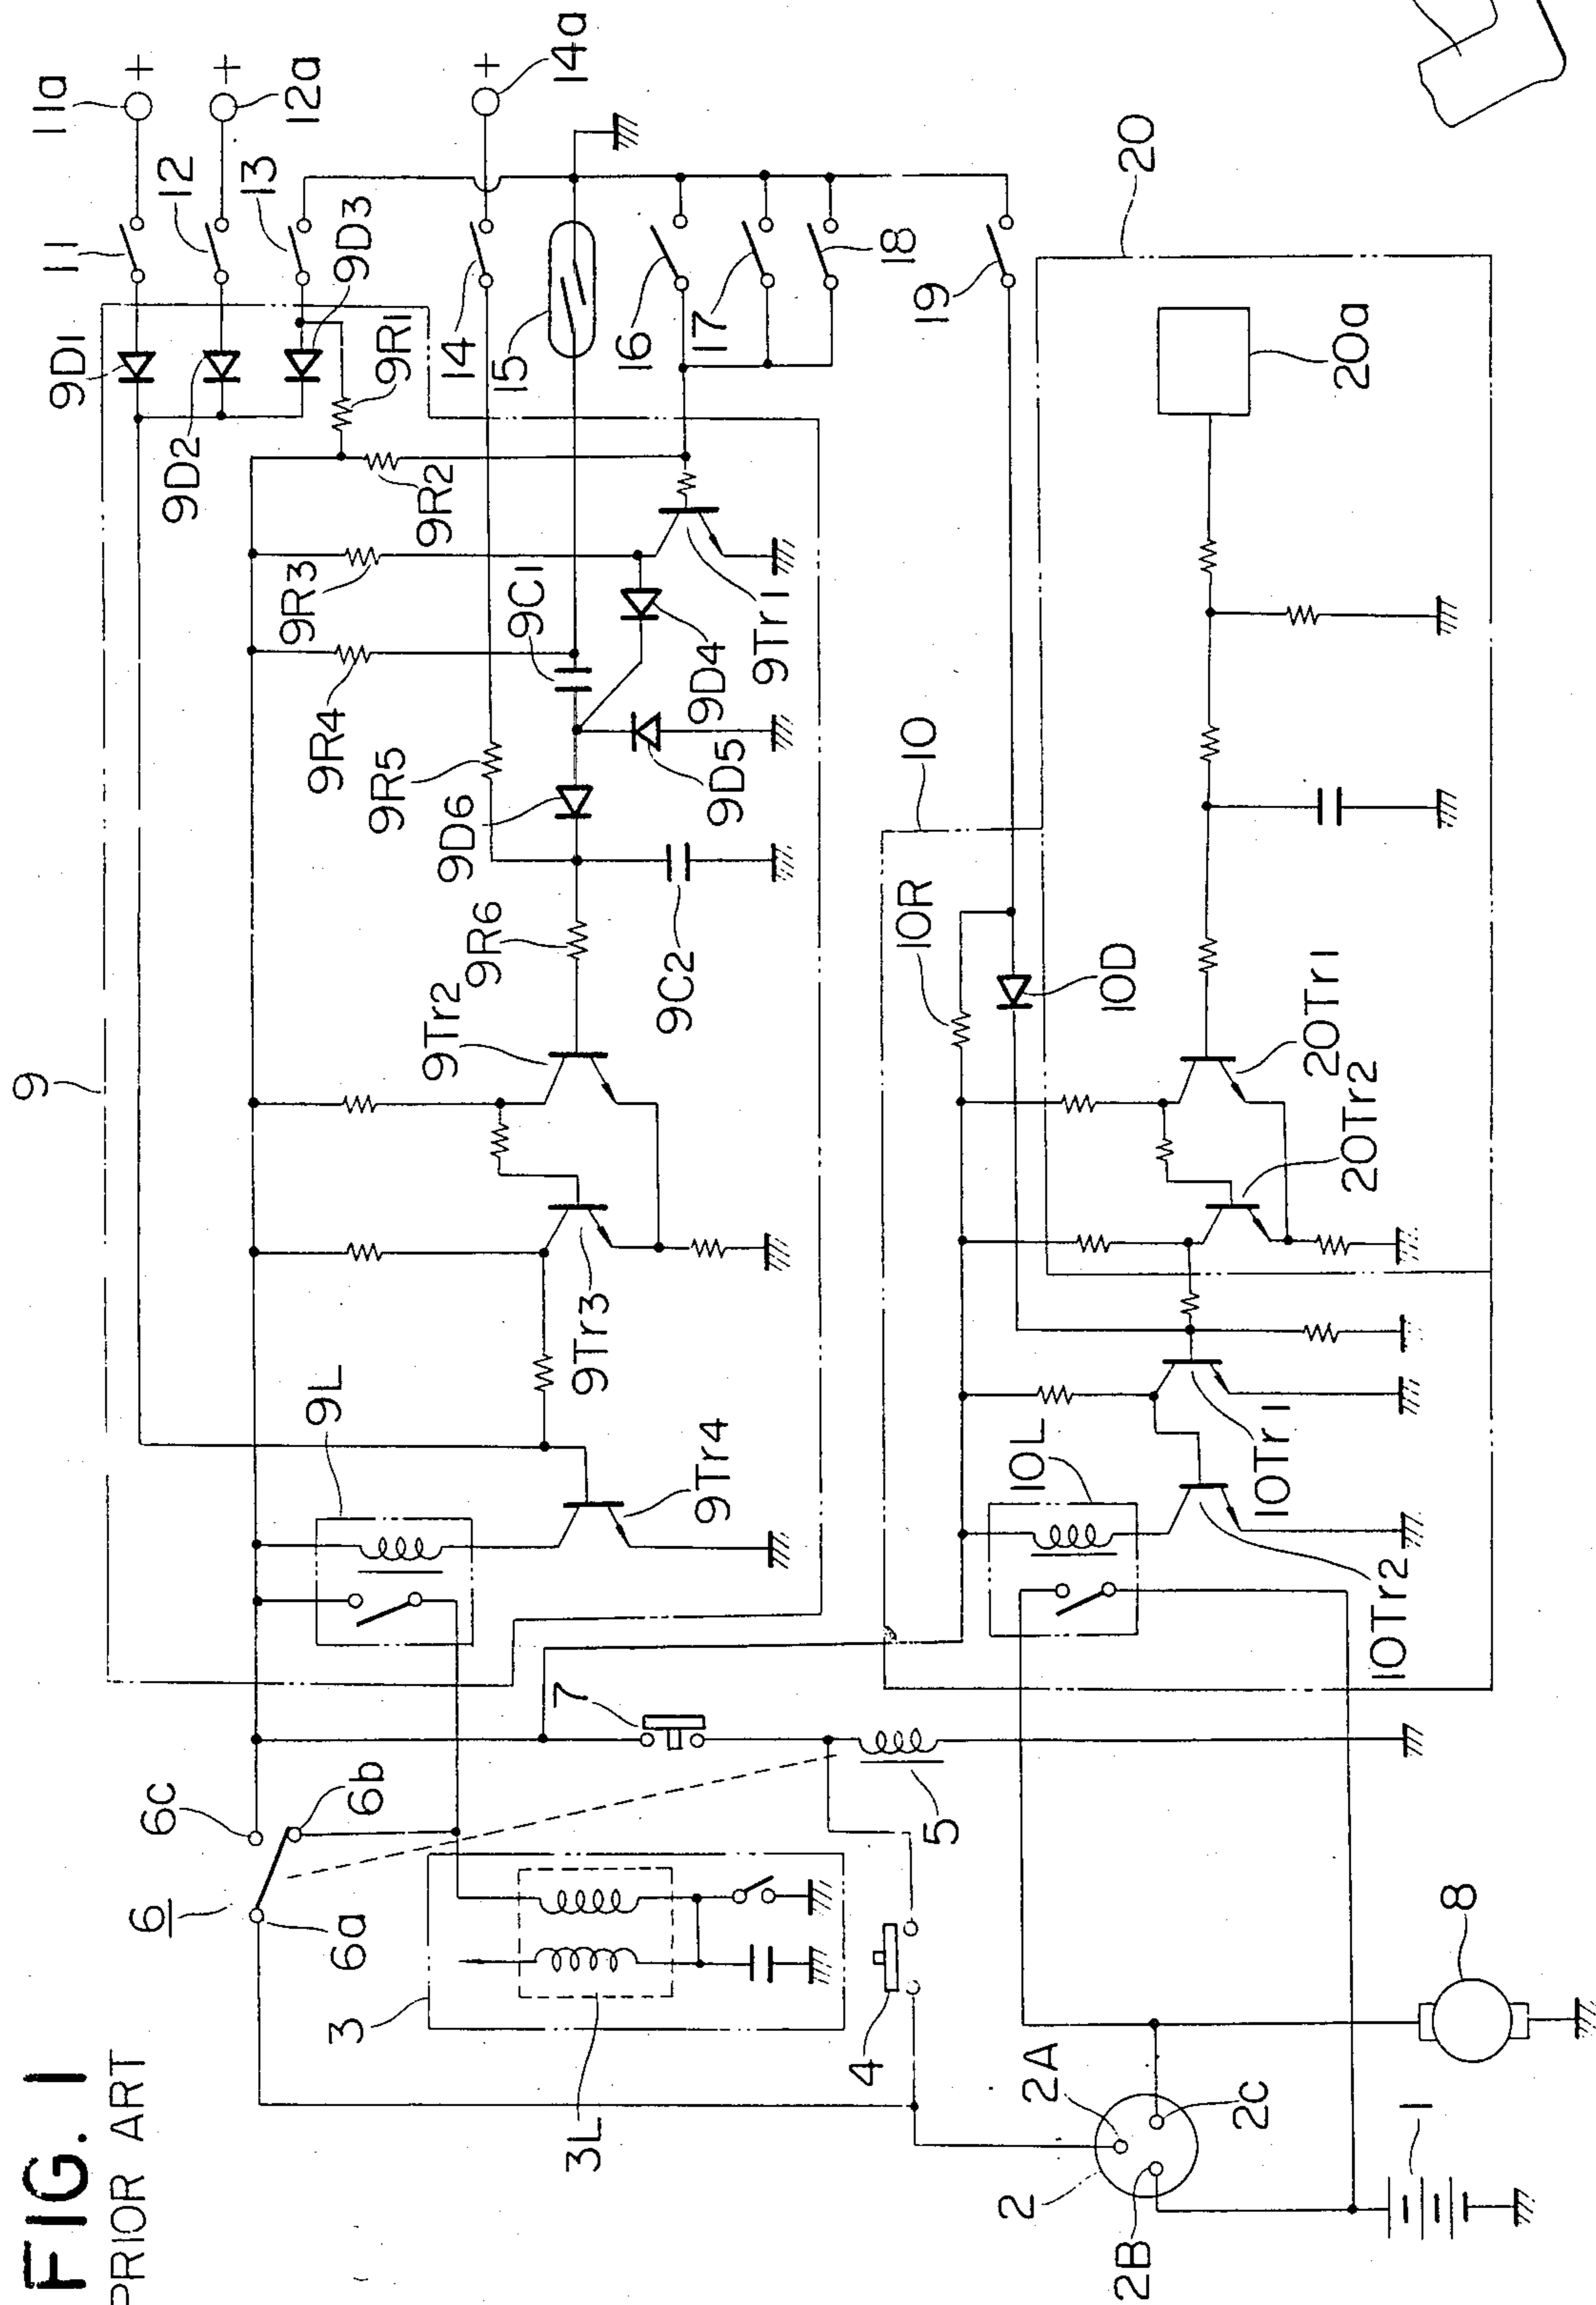 FIG. 1
PRIOR ART
9
11a
12a
14a
11
12
13
9D1
9D2
9D3
9R1
14
15
16
17
18
19
20
20a
9R2
9R3
9R4
9C1
9D4
9Tr1
9D5
9R5
9D6
9R6
9C2
9Tr2
9Tr3
9L
9Tr4
10
10R
10D
20Tr1
20Tr2
10L
10Tr1
10Tr2
7
6C
6b
6
6a
5
3
3L
4
8
2A
2C
2
2B
1
+
+
+